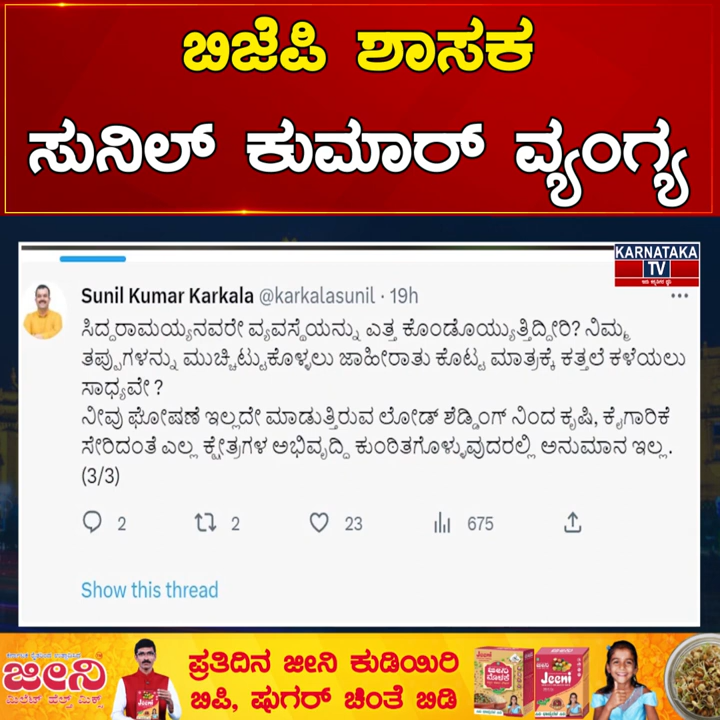 ಬಿಜೆಪಿ ಶಾಸಕ
ಸುನಿಲ್ ಕುಮಾರ್ ವ್ಯಂಗ್ಯ
KARNATAKA
TV
Sunil Kumar Karkala @karkalasunil · 19h
ಸಿದ್ದರಾಮಯ್ಯನವರೇ ವ್ಯವಸ್ಥೆಯನ್ನು ಎತ್ತ ಕೊಂಡೊಯ್ಯುತ್ತಿದ್ದೀರಿ? ನಿಮ್ಮ
ತಪ್ಪುಗಳನ್ನು ಮುಚ್ಚಿಟ್ಟುಕೊಳ್ಳಲು ಜಾಹೀರಾತು ಕೊಟ್ಟ ಮಾತ್ರಕ್ಕೆ ಕತ್ತಲೆ ಕಳೆಯಲು
ಸಾಧ್ಯವೇ ?
ನೀವು ಘೋಷಣೆ ಇಲ್ಲದೇ ಮಾಡುತ್ತಿರುವ ಲೋಡ್ ಶೆಡ್ಡಿಂಗ್ ನಿಂದ ಕೃಷಿ, ಕೈಗಾರಿಕೆ
ಸೇರಿದಂತೆ ಎಲ್ಲ ಕ್ಷೇತ್ರಗಳ ಅಭಿವೃದ್ಧಿ ಕುಂಠಿತಗೊಳ್ಳುವುದರಲ್ಲಿ ಅನುಮಾನ ಇಲ್ಲ.
(3/3)
2 2 23 675
Show this thread
ಜೀನಿ
ಮಿಲೆಟ್ ಹೆಲ್ತ್ ಮಿಕ್ಸ್
ಪ್ರತಿದಿನ ಜೀನಿ ಕುಡಿಯಿರಿ
ಬಿಪಿ, ಷುಗರ್ ಚಿಂತೆ ಬಿಡಿ
Jeeni